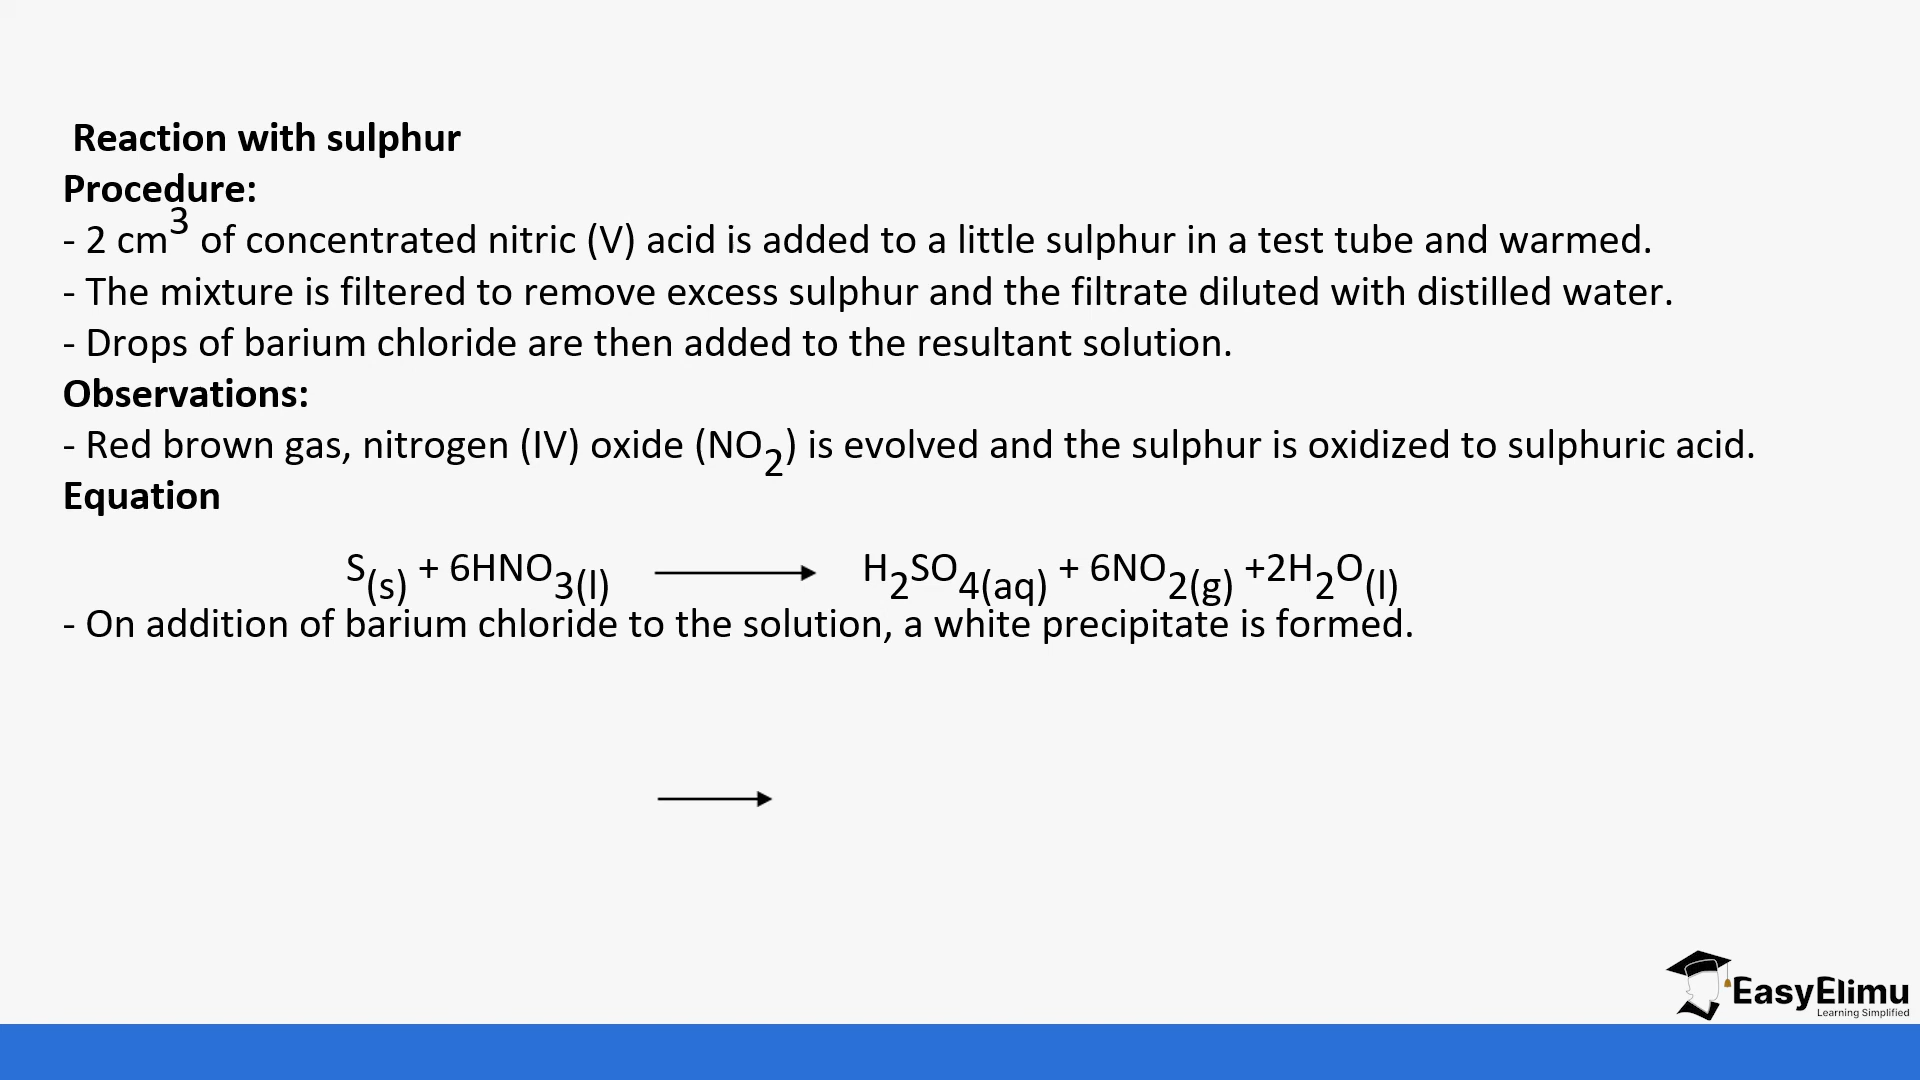 Reaction with sulphur
Procedure:
- 2 cm³ of concentrated nitric (V) acid is added to a little sulphur in a test tube and warmed.
- The mixture is filtered to remove excess sulphur and the filtrate diluted with distilled water.
- Drops of barium chloride are then added to the resultant solution.
Observations:
- Red brown gas, nitrogen (IV) oxide (NO₂) is evolved and the sulphur is oxidized to sulphuric acid.
Equation
S(s) + 6HNO3(l) → H2SO4(aq) + 6NO2(g) +2H2O(l)
- On addition of barium chloride to the solution, a white precipitate is formed.
→
EasyElimu
Learning Simplified